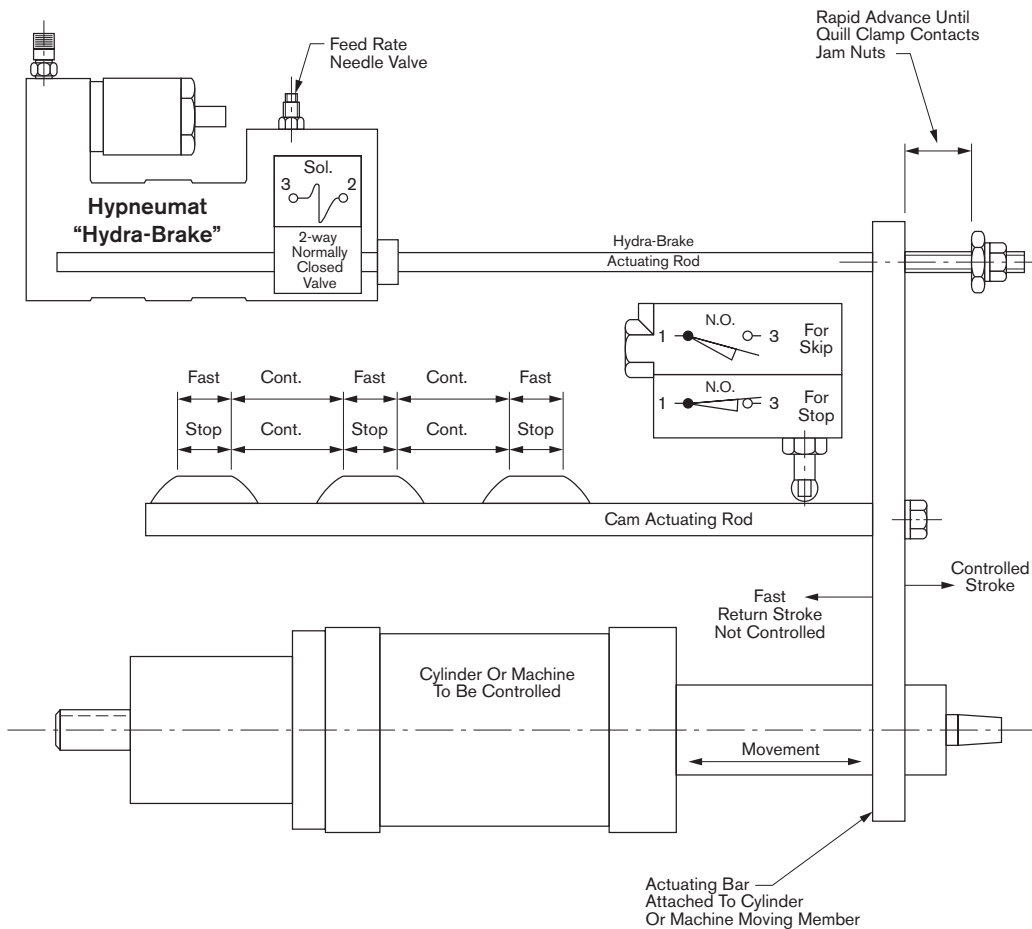 Rapid Advance Until
Quill Clamp Contacts
Jam Nuts
Feed Rate
Needle Valve
Sol.
3 2
Hypneumat
“Hydra-Brake”
2-way
Normally
Closed
Valve
Hydra-Brake
Actuating Rod
N.O.
1 3
For
Skip
N.O.
1 3
For
Stop
Fast Cont. Fast Cont. Fast
Stop Cont. Stop Cont. Stop
Cam Actuating Rod
Controlled
Stroke
Fast
Return Stroke
Not Controlled
Cylinder Or Machine
To Be Controlled
Movement
Actuating Bar
Attached To Cylinder
Or Machine Moving Member